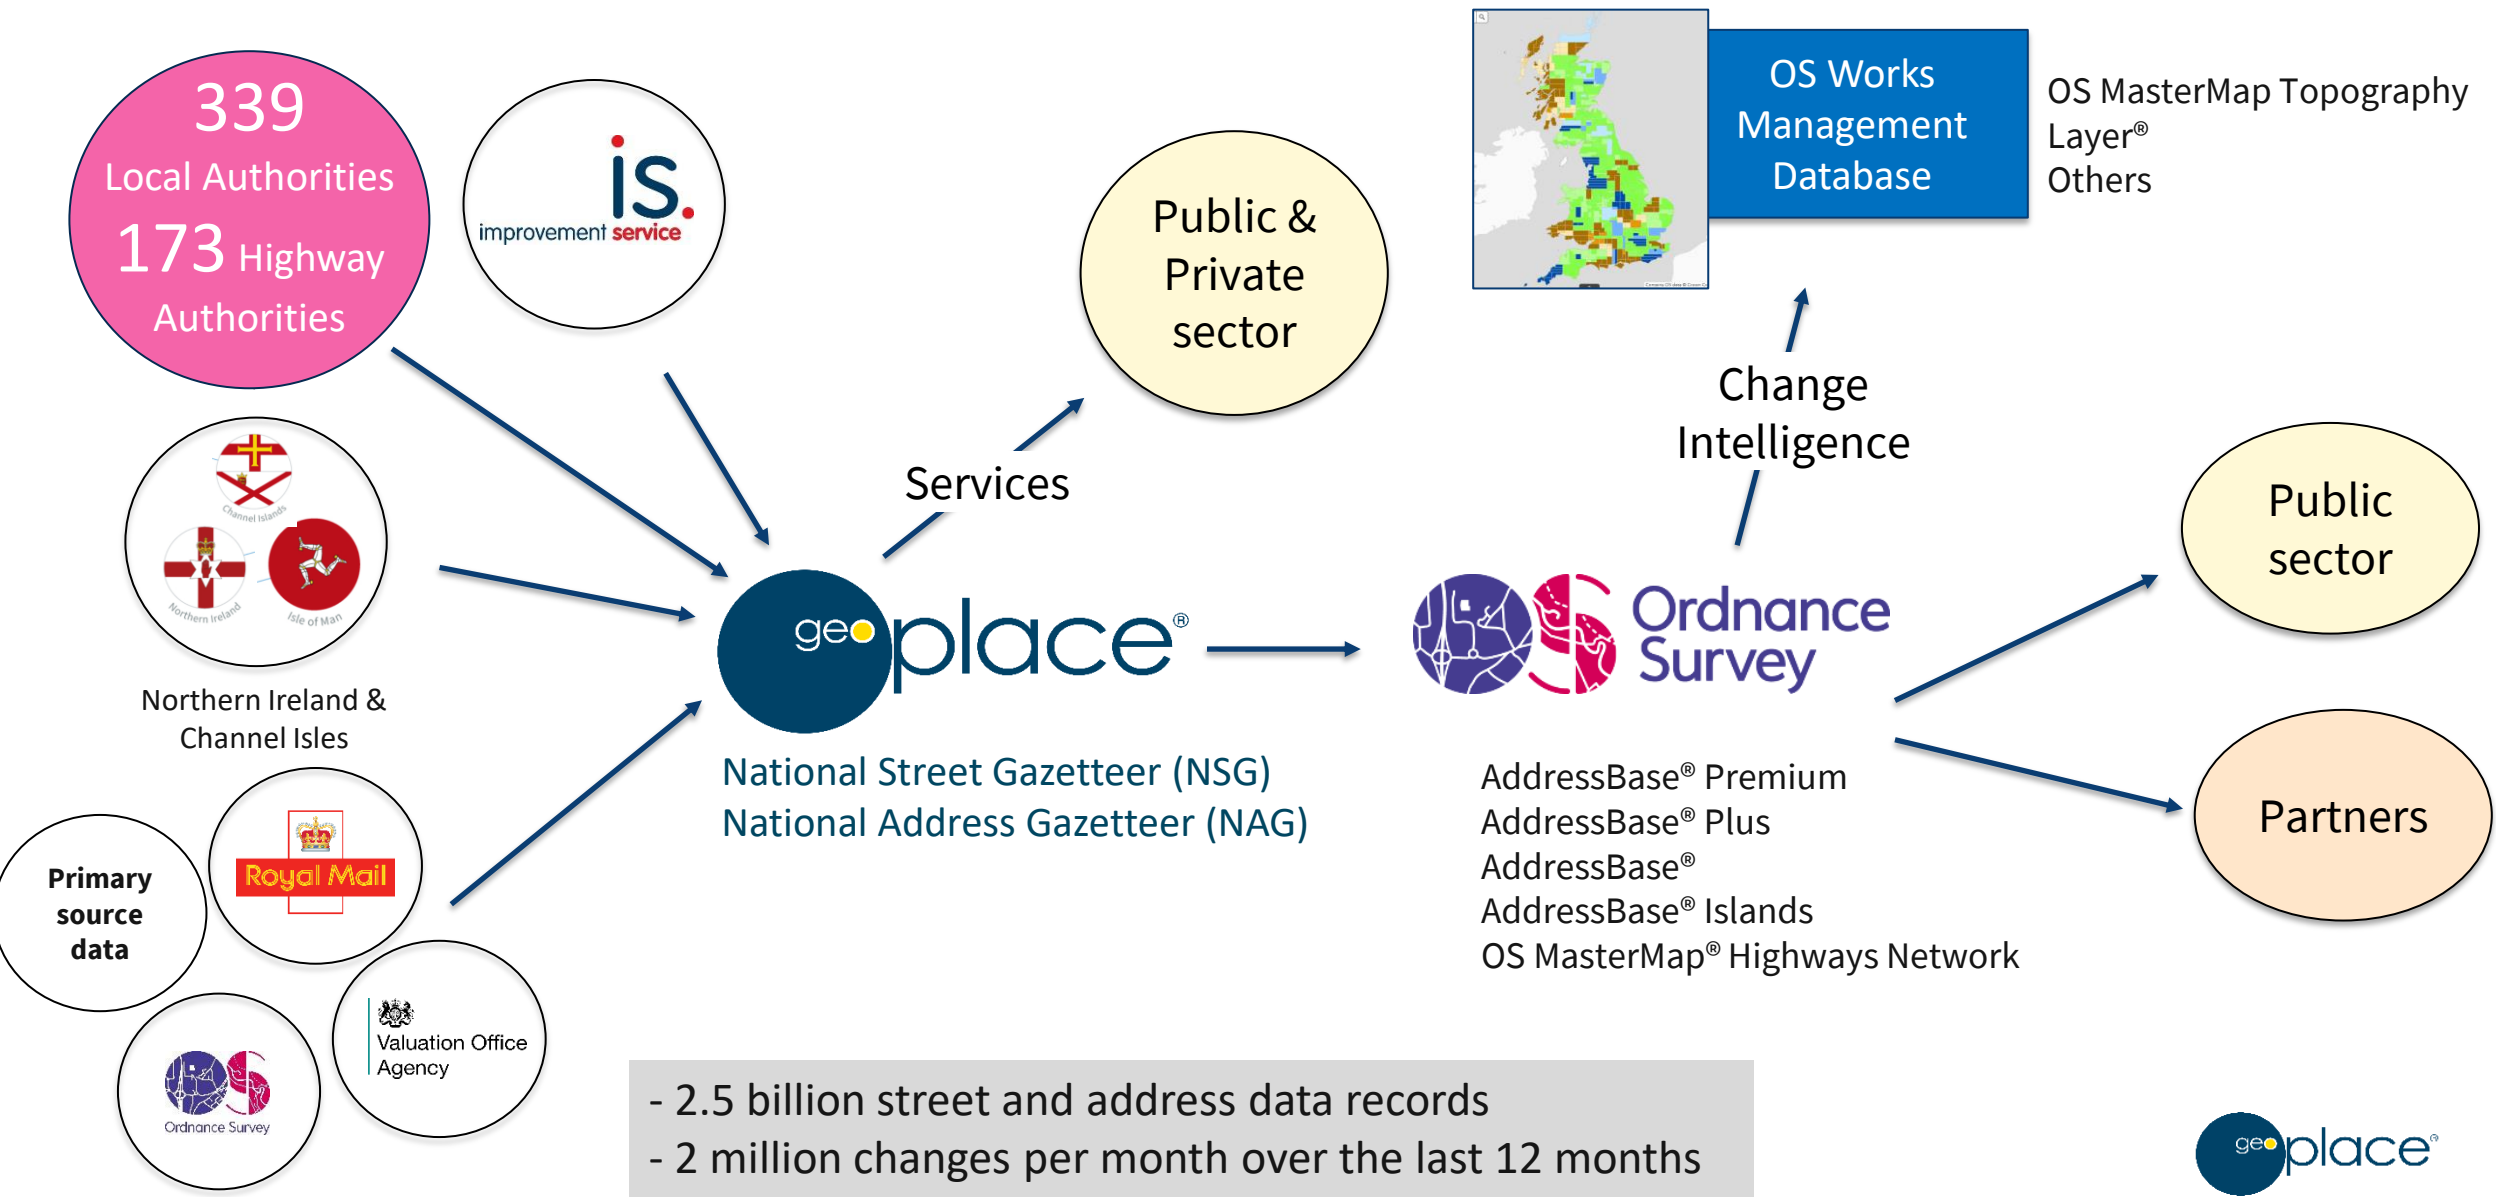 339
Local Authorities
173 Highway
Authorities
is.
improvement service
Public &
Private
sector
OS Works
Management
Database
OS MasterMap Topography
Layer®
Others
Change
Intelligence
Services
Channel Islands
Northern Ireland
Isle of Man
Northern Ireland &
Channel Isles
geoplace®
National Street Gazetteer (NSG)
National Address Gazetteer (NAG)
Ordnance
Survey
AddressBase® Premium
AddressBase® Plus
AddressBase®
AddressBase® Islands
OS MasterMap® Highways Network
Public
sector
Partners
Primary
source
data
Royal Mail
Valuation Office
Agency
Ordnance Survey
- 2.5 billion street and address data records
- 2 million changes per month over the last 12 months
geoplace®